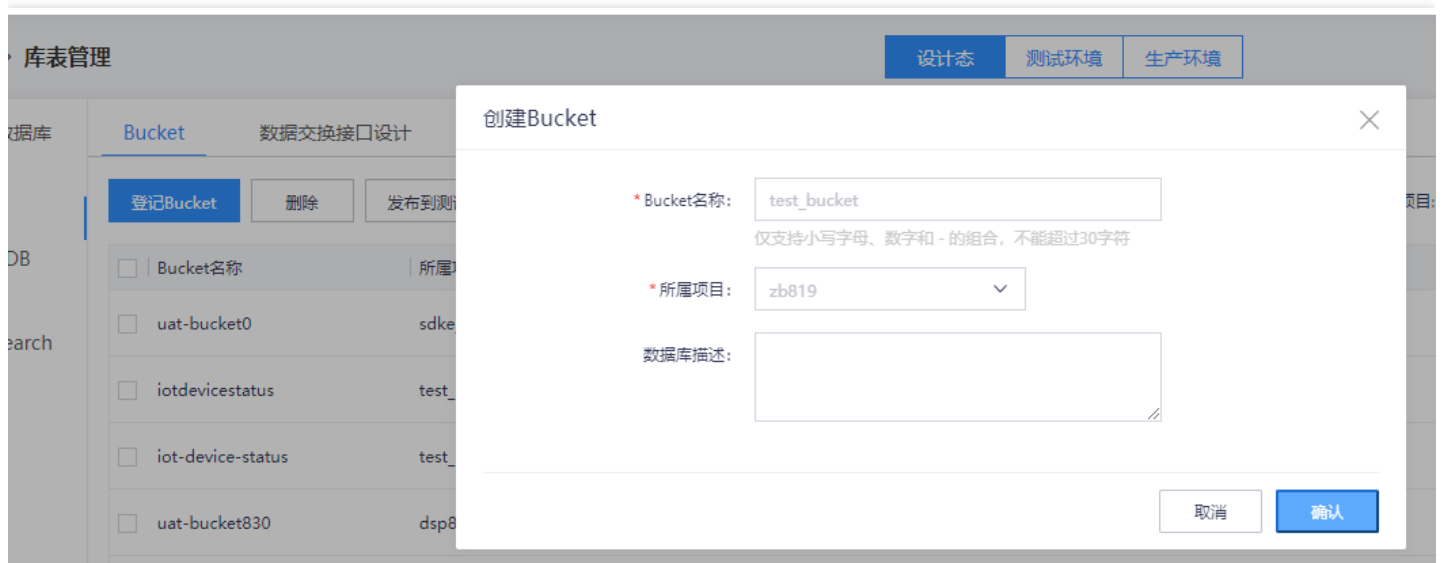 库表管理
设计态 测试环境 生产环境
数据库 Bucket 数据交换接口设计
创建Bucket
登记Bucket 删除 发布到测
*Bucket名称: test_bucket
项目:
仅支持小写字母、数字和 - 的组合，不能超过30字符
DB
Bucket名称 所属
*所属项目: zb819
uat-bucket0 sdke
earch
数据库描述:
iotdevicestatus test_
iot-device-status test_
uat-bucket830 dsp8
取消 确认